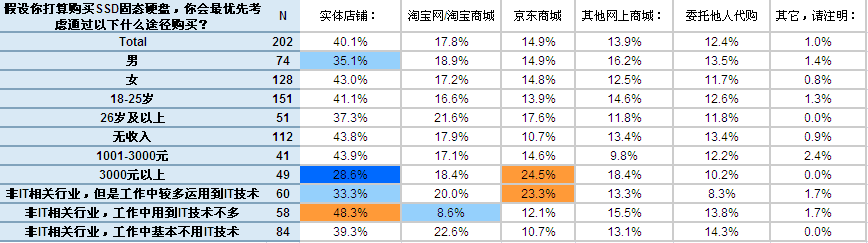 假设你打算购买SSD固态硬盘，你会最优先考虑通过以下什么途径购买？ N 实体店铺： 淘宝网/淘宝商城 京东商城 其他网上商城： 委托他人代购 其它，请注明：
Total 202 40.1% 17.8% 14.9% 13.9% 12.4% 1.0%
男 74 35.1% 18.9% 14.9% 16.2% 13.5% 1.4%
女 128 43.0% 17.2% 14.8% 12.5% 11.7% 0.8%
18-25岁 151 41.1% 16.6% 13.9% 14.6% 12.6% 1.3%
26岁及以上 51 37.3% 21.6% 17.6% 11.8% 11.8% 0.0%
无收入 112 43.8% 17.9% 10.7% 13.4% 13.4% 0.9%
1001-3000元 41 43.9% 17.1% 14.6% 9.8% 12.2% 2.4%
3000元以上 49 28.6% 18.4% 24.5% 18.4% 10.2% 0.0%
非IT相关行业，但是工作中较多运用到IT技术 60 33.3% 20.0% 23.3% 13.3% 8.3% 1.7%
非IT相关行业，工作中用到IT技术不多 58 48.3% 8.6% 12.1% 15.5% 13.8% 1.7%
非IT相关行业，工作中基本不用IT技术 84 39.3% 22.6% 10.7% 13.1% 14.3% 0.0%